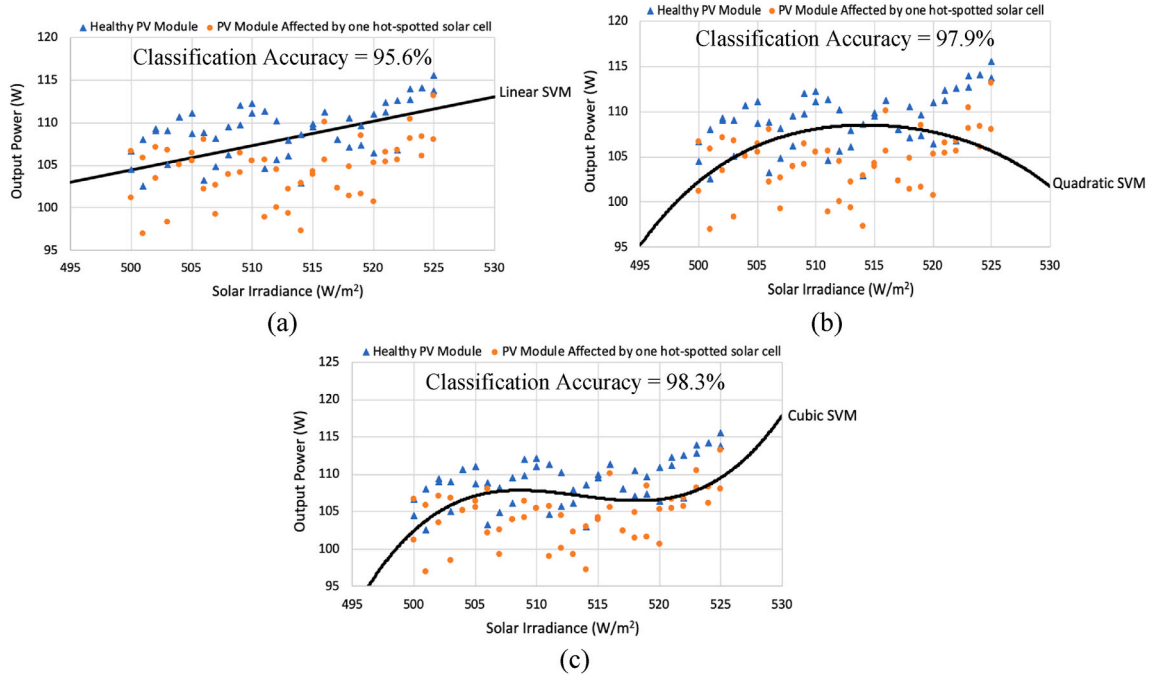 ▲ Healthy PV Module ● PV Module Affected by one hot-spotted solar cell
Classification Accuracy = 95.6%
Linear SVM
Output Power (W)
120
115
110
105
100
95
495 500 505 510 515 520 525 530
Solar Irradiance (W/m²)
(a)
▲ Healthy PV Module ● PV Module Affected by one hot-spotted solar cell
Classification Accuracy = 97.9%
Quadratic SVM
Output Power (W)
120
115
110
105
100
95
495 500 505 510 515 520 525 530
Solar Irradiance (W/m²)
(b)
▲ Healthy PV Module ● PV Module Affected by one hot-spotted solar cell
Classification Accuracy = 98.3%
Cubic SVM
Output Power (W)
120
115
110
105
100
95
495 500 505 510 515 520 525 530
Solar Irradiance (W/m²)
(c)